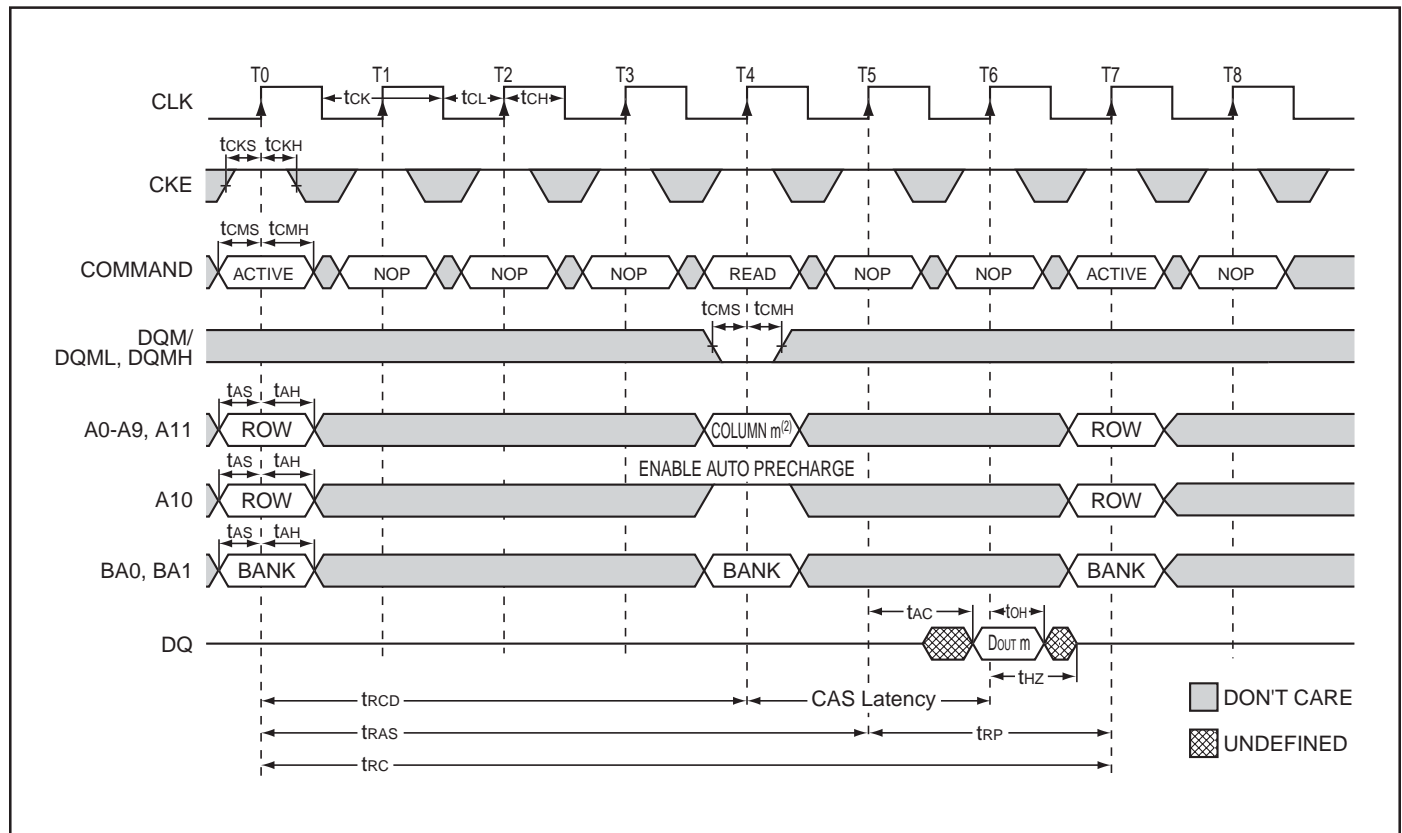 T0 T1 T2 T3 T4 T5 T6 T7 T8
CLK
tCK tCL tCH
tCKS tCKH
CKE
tCMS tCMH
COMMAND ACTIVE NOP NOP NOP READ NOP NOP ACTIVE NOP
tCMS tCMH
DQM/
DQML, DQMH
tAS tAH
A0-A9, A11 ROW COLUMN m(2) ROW
tAS tAH ENABLE AUTO PRECHARGE
A10 ROW ROW
tAS tAH
BA0, BA1 BANK BANK BANK
tAC tOH
DQ DOUT m
tHZ
tRCD CAS Latency
DON'T CARE
tRAS tRP
UNDEFINED
tRC